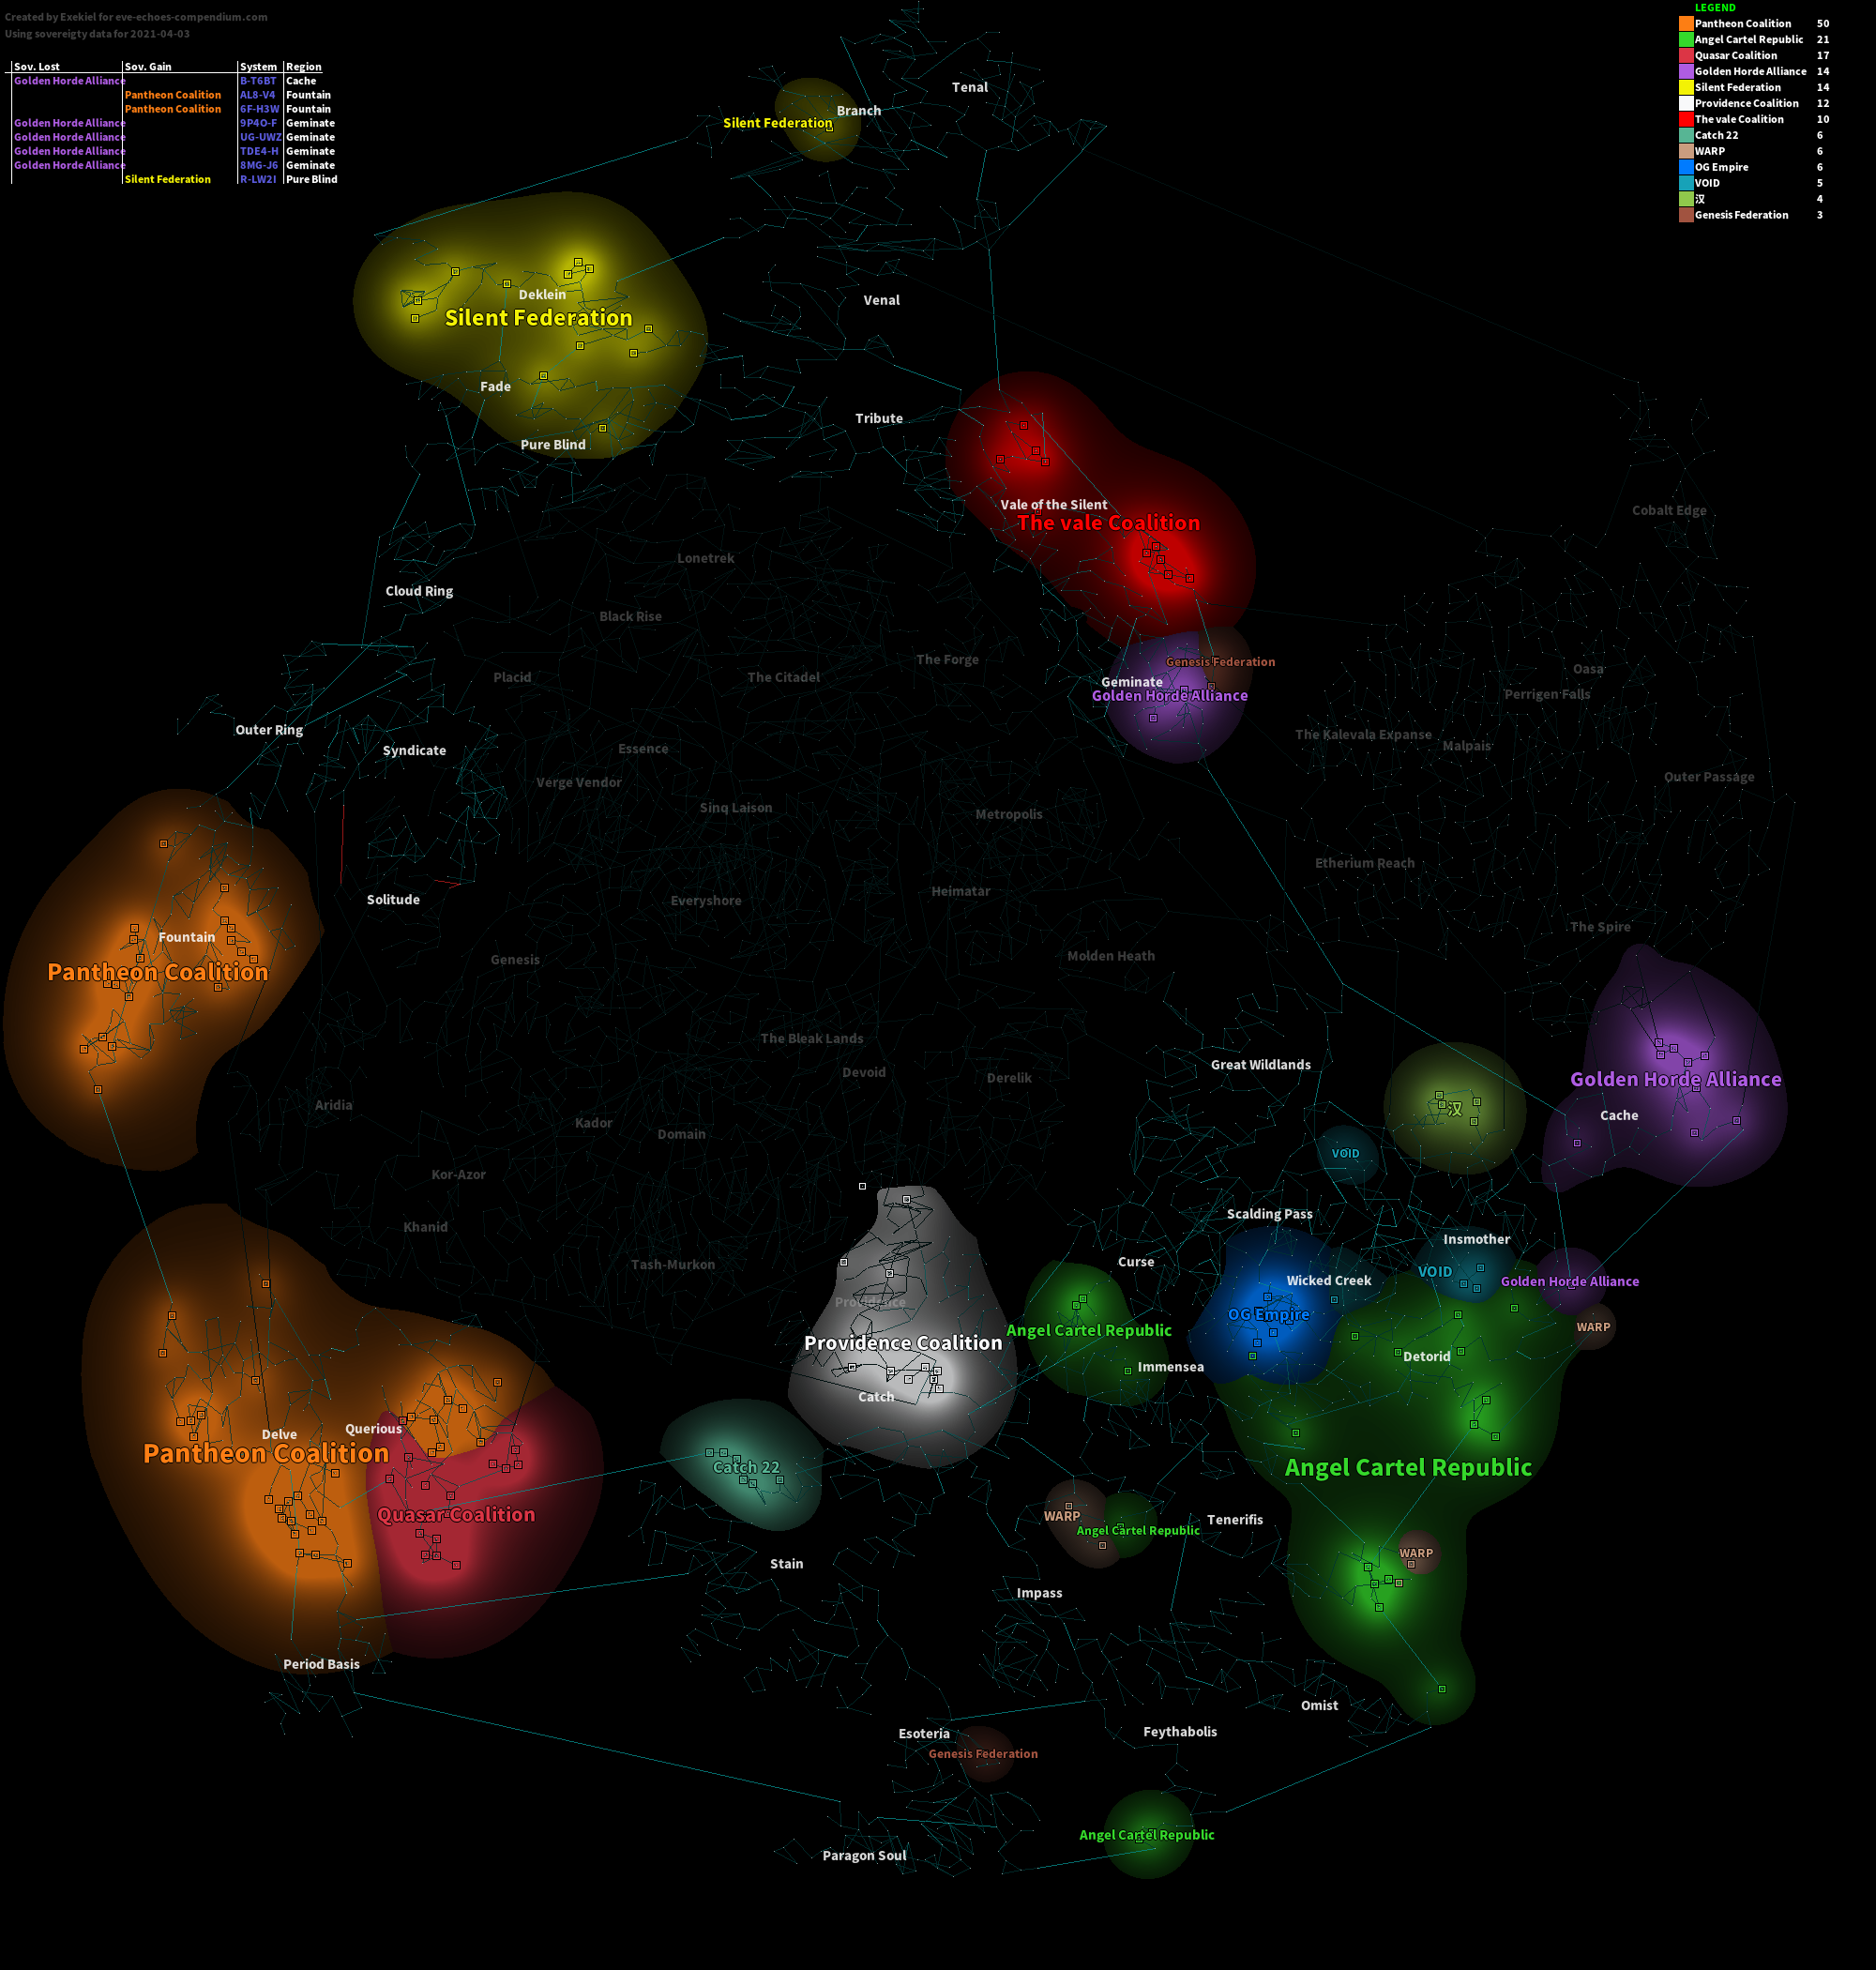 Created by Exekiel for eve-echoes-compendium.com
Using sovereigty data for 2021-04-03
Sov. Lost Sov. Gain System Region
Golden Horde Alliance B-T6BT Cache
Pantheon Coalition AL8-V4 Fountain
Pantheon Coalition 6F-H3W Fountain
Golden Horde Alliance 9P4O-F Geminate
Golden Horde Alliance UG-UWZ Geminate
Golden Horde Alliance TDE4-H Geminate
Golden Horde Alliance 8MG-J6 Geminate
Silent Federation R-LW2I Pure Blind
LEGEND
Pantheon Coalition 50
Angel Cartel Republic 21
Quasar Coalition 17
Golden Horde Alliance 14
Silent Federation 14
Providence Coalition 12
The vale Coalition 10
Catch 22 6
WARP 6
OG Empire 6
VOID 5
汉 4
Genesis Federation 3
Tenal
Branch
Silent Federation
Deklein
Silent Federation
Venal
Fade
Tribute
Pure Blind
Vale of the Silent
The vale Coalition
Cobalt Edge
Lonetrek
Cloud Ring
Black Rise
The Forge
Genesis Federation
Oasa
Placid
The Citadel
Geminate
Golden Horde Alliance
Perrigen Falls
Outer Ring
The Kalevala Expanse
Malpais
Syndicate
Essence
Outer Passage
Verge Vendor
Sinq Laison
Metropolis
Etherium Reach
Solitude
Everyshore
Heimatar
The Spire
Fountain
Pantheon Coalition
Genesis
Molden Heath
The Bleak Lands
Great Wildlands
Devoid
Derelik
Golden Horde Alliance
Aridia
汉
Cache
Kador
Domain
VOID
Kor-Azor
Scalding Pass
Khanid
Insmother
Tash-Murkon
Curse
VOID
Wicked Creek
Golden Horde Alliance
Providence
OG Empire
WARP
Angel Cartel Republic
Providence Coalition
Detorid
Immensea
Catch
Querious
Delve
Pantheon Coalition
Catch 22
Angel Cartel Republic
Quasar Coalition
WARP
Tenerifis
Angel Cartel Republic
WARP
Stain
Impass
Period Basis
Omist
Esoteria
Feythabolis
Genesis Federation
Angel Cartel Republic
Paragon Soul